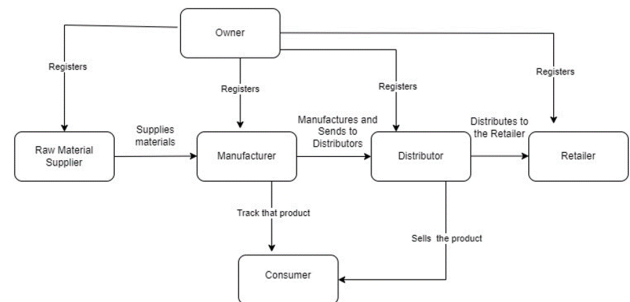 Owner
Registers
Registers
Registers
Registers
Raw Material
Supplier
Supplies
materials
Manufacturer
Manufactures and
Sends to
Distributors
Distributor
Distributes to
the Retailer
Retailer
Track that product
Sells the product
Consumer